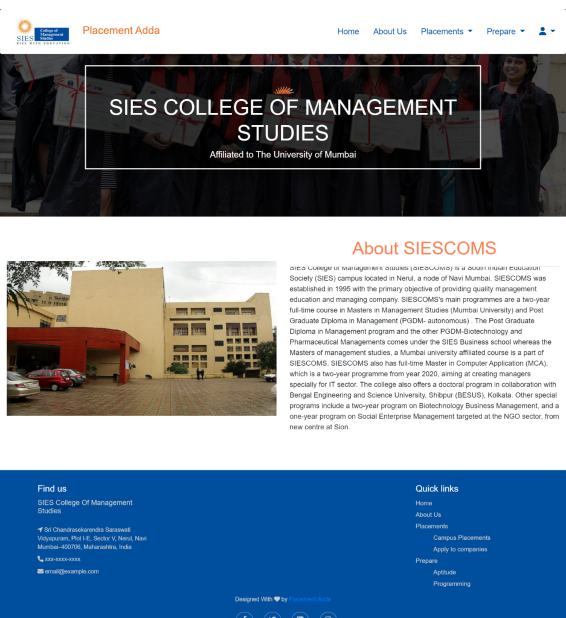 SIES
College of
Management
Studies
RISE WITH EDUCATION
Placement Adda
Home About Us Placements Prepare
SIES COLLEGE OF MANAGEMENT
STUDIES
Affiliated to The University of Mumbai
About SIESCOMS
SIES College of Management Studies (SIESCOMS) is a South Indian Education
Society (SIES) campus located in Nerul, a node of Navi Mumbai. SIESCOMS was
established in 1995 with the primary objective of providing quality management
education and managing company. SIESCOMS's main programmes are a two-year
full-time course in Masters in Management Studies (Mumbai University) and Post
Graduate Diploma in Management (PGDM- autonomous) . The Post Graduate
Diploma in Management program and the other PGDM-Biotechnology and
Pharmaceutical Managements comes under the SIES Business school whereas the
Masters of management studies, a Mumbai university affiliated course is a part of
SIESCOMS. SIESCOMS also has full-time Master in Computer Application (MCA),
which is a two-year programme from year 2020, aiming at creating managers
specially for IT sector. The college also offers a doctoral program in collaboration with
Bengal Engineering and Science University, Shibpur (BESUS), Kolkata. Other special
programs include a two-year program on Biotechnology Business Management, and a
one-year program on Social Enterprise Management targeted at the NGO sector, from
new centre at Sion.
Find us
SIES College Of Management
Studies
Sri Chandrasekarendra Saraswati
Vidyapuram, Plot I-E, Sector V, Nerul, Navi
Mumbai-400706, Maharashtra, India
xxx-xxxx-xxxx
email@example.com
Quick links
Home
About Us
Placements
Campus Placements
Apply to companies
Prepare
Aptitude
Programming
Designed With by Placement Adda